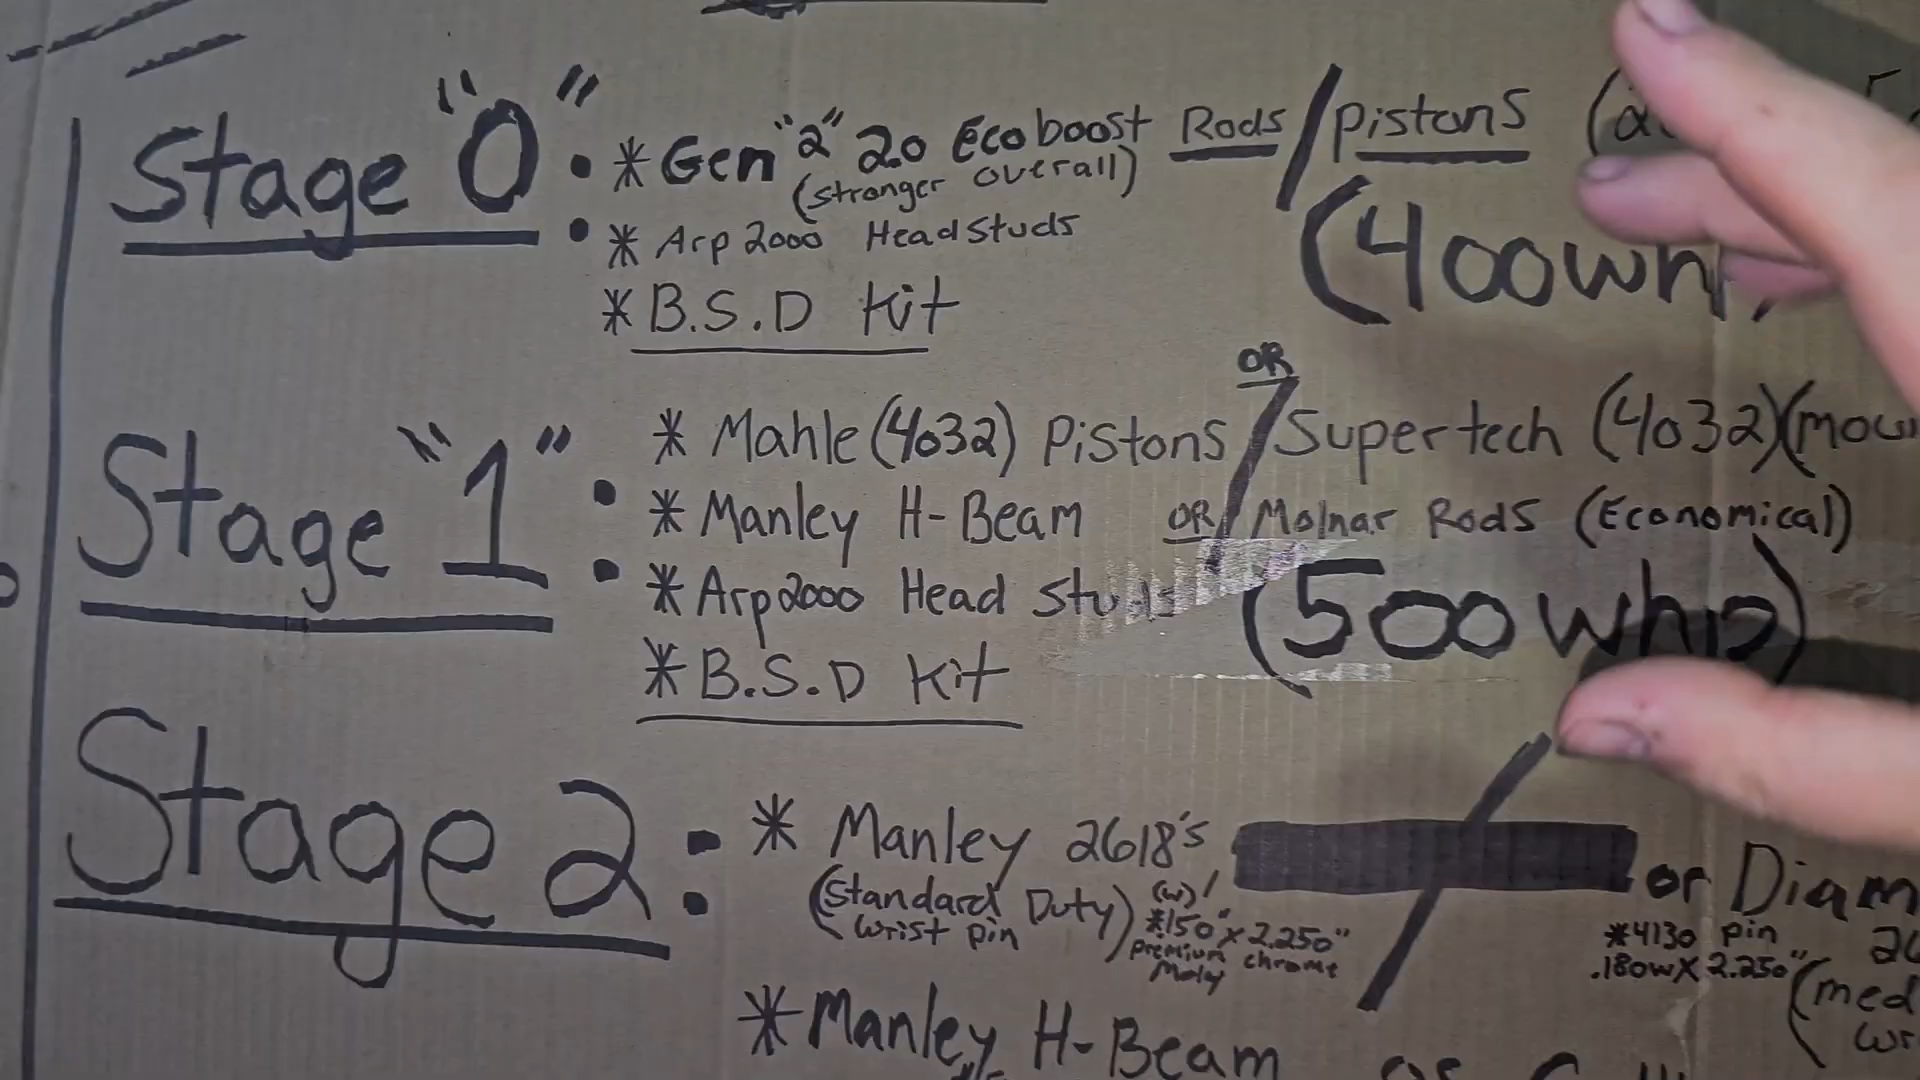 Stage "0" : * Gen "2" 2.0 Ecoboost Rods / Pistons
(stronger overall)
* Arp 2000 Head Studs
(400wh
* B.S.D Kit
OR
Stage "1" : * Mahle (4032) Pistons / Supertech (4032)
* Manley H-Beam OR / Molnar Rods (Economical)
* Arp 2000 Head Studs (500 whp)
* B.S.D Kit
Stage 2 : * Manley 2618's or
(Standard Duty) (w)/
wrist pin *.150" x 2.250"
premium chrome
Moly
*4130 pin
.180w x 2.250"
(med
* Manley H-Beam